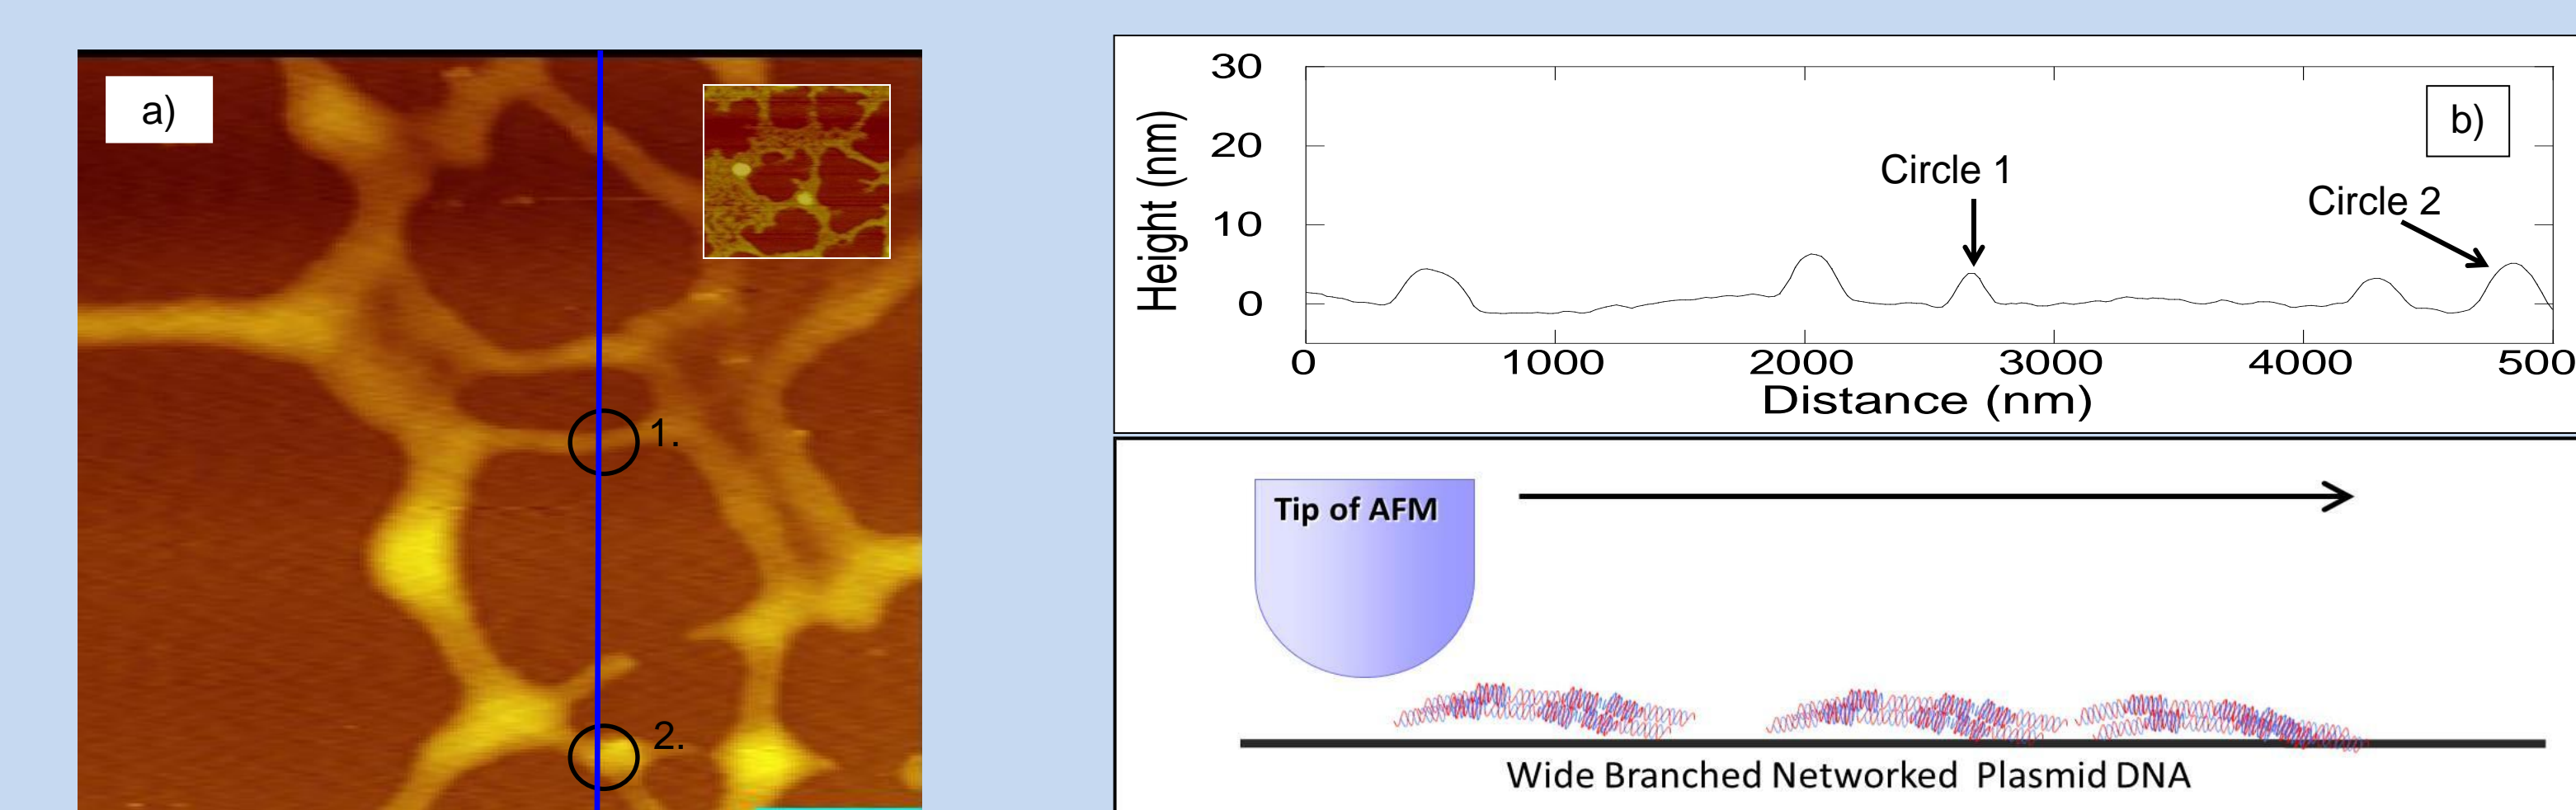 a)
1.
2.
b)
Height (nm)
30
20
10
0
Circle 1
Circle 2
0 1000 2000 3000 4000 500
Distance (nm)
Tip of AFM
Wide Branched Networked Plasmid DNA